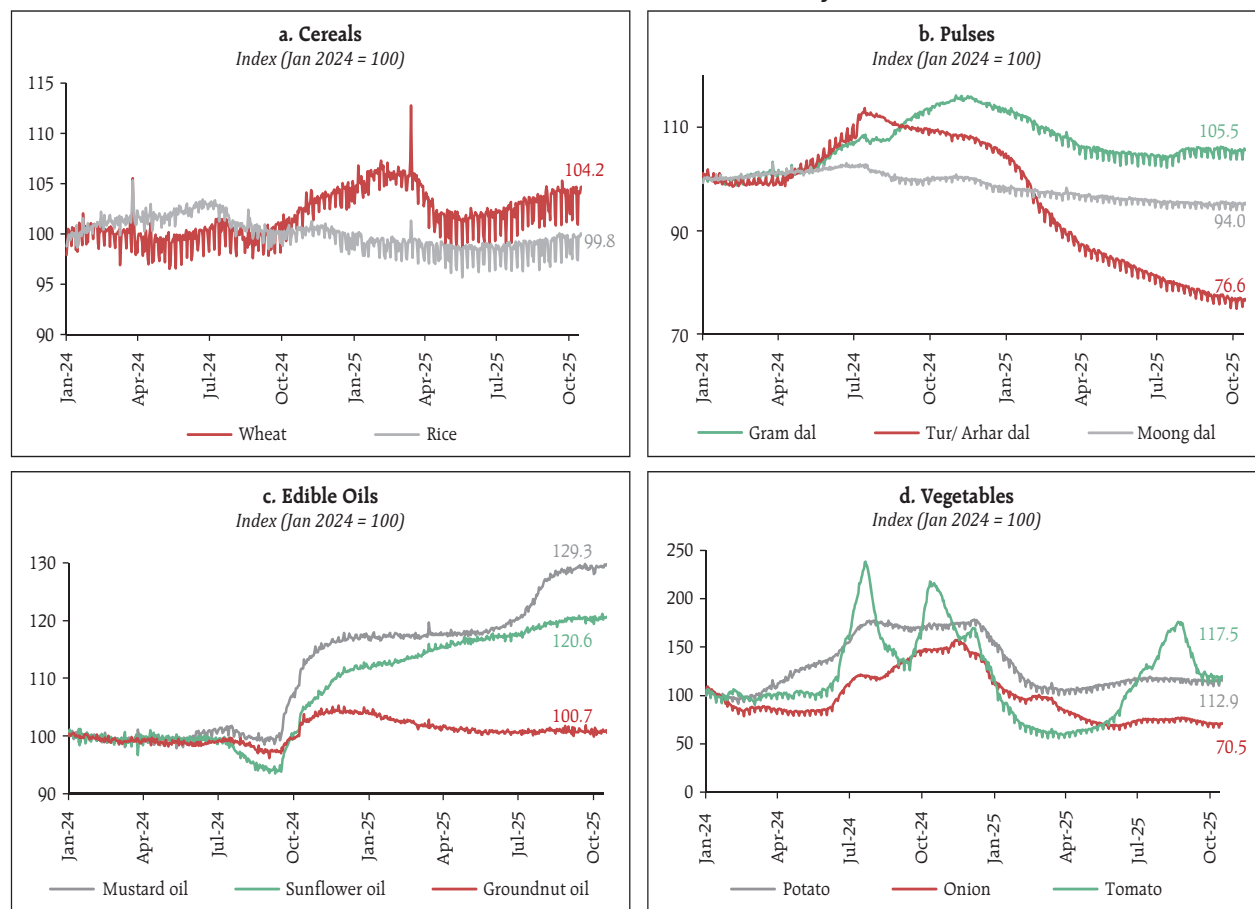 a. Cereals
Index (Jan 2024 = 100)
115
110
105
100
95
90
104.2
99.8
Jan-24
Apr-24
Jul-24
Oct-24
Jan-25
Apr-25
Jul-25
Oct-25
Wheat
Rice
b. Pulses
Index (Jan 2024 = 100)
110
90
70
105.5
94.0
76.6
Jan-24
Apr-24
Jul-24
Oct-24
Jan-25
Apr-25
Jul-25
Oct-25
Gram dal
Tur/ Arhar dal
Moong dal
c. Edible Oils
Index (Jan 2024 = 100)
130
120
110
100
90
129.3
120.6
100.7
Jan-24
Apr-24
Jul-24
Oct-24
Jan-25
Apr-25
Jul-25
Oct-25
Mustard oil
Sunflower oil
Groundnut oil
d. Vegetables
Index (Jan 2024 = 100)
250
200
150
100
50
0
117.5
112.9
70.5
Jan-24
Apr-24
Jul-24
Oct-24
Jan-25
Apr-25
Jul-25
Oct-25
Potato
Onion
Tomato